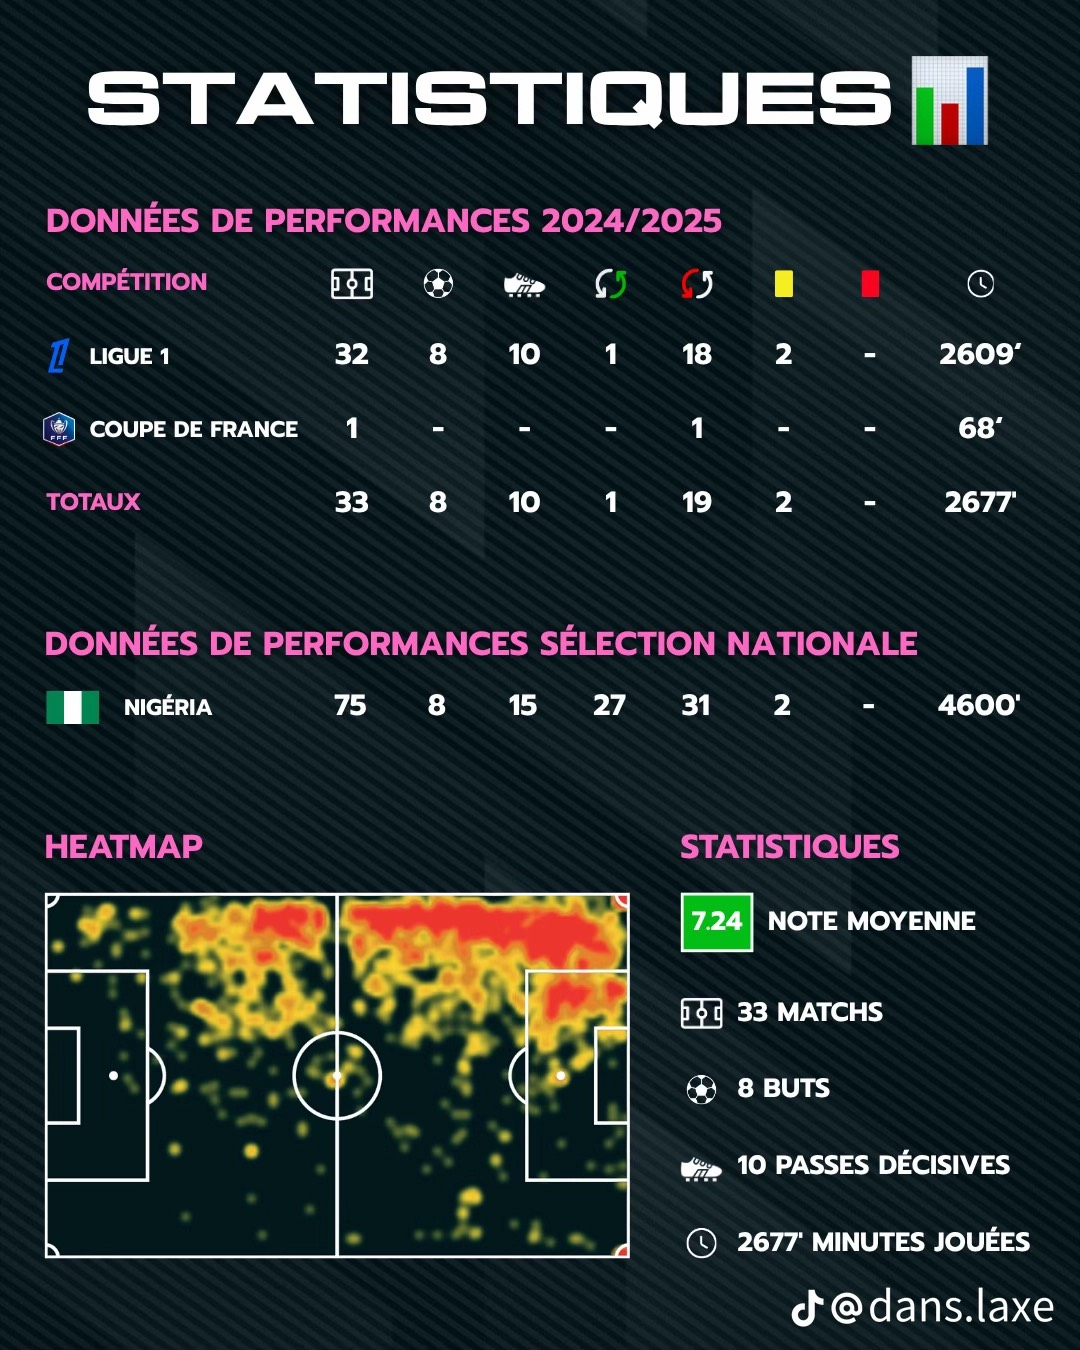 STATISTIQUES
DONNÉES DE PERFORMANCES 2024/2025
COMPÉTITION
LIGUE 1 32 8 10 1 18 2 - 2609‘
FFF COUPE DE FRANCE 1 - - - 1 - - 68‘
TOTAUX 33 8 10 1 19 2 - 2677'
DONNÉES DE PERFORMANCES SÉLECTION NATIONALE
NIGÉRIA 75 8 15 27 31 2 - 4600'
HEATMAP
STATISTIQUES
7.24 NOTE MOYENNE
33 MATCHS
8 BUTS
10 PASSES DÉCISIVES
2677' MINUTES JOUÉES
@dans.laxe